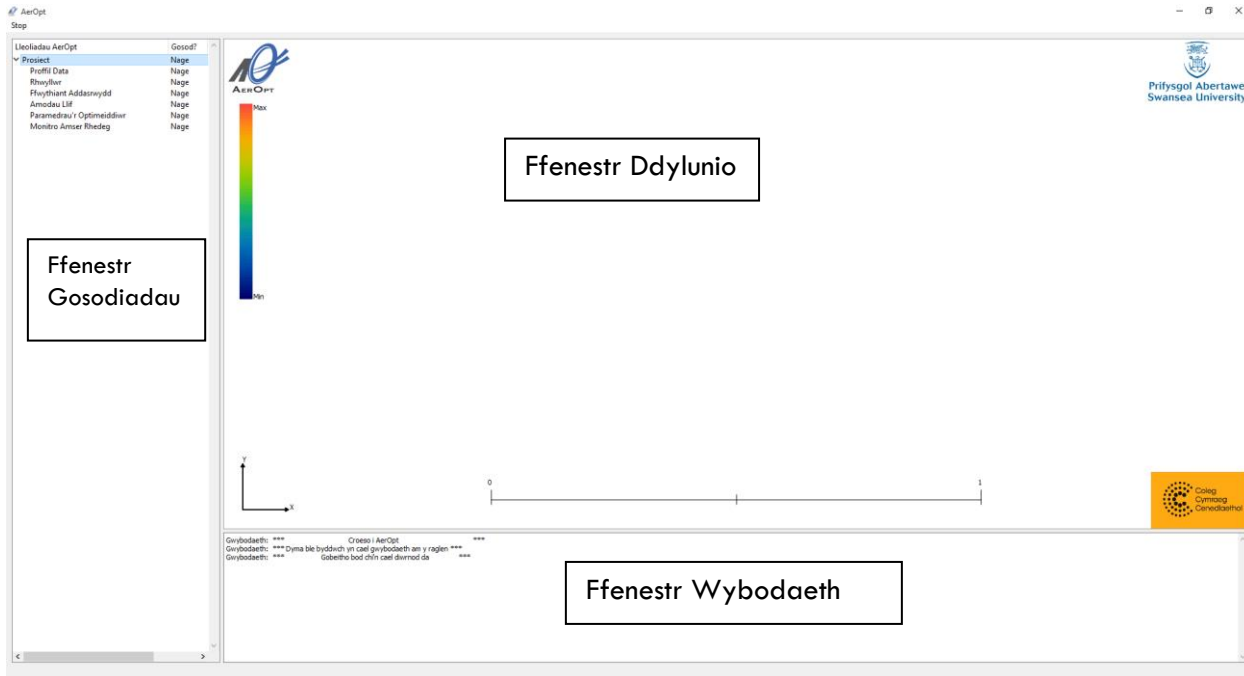 AerOpt
Stop
Lleoliadau AerOpt Gosod?
Prosiect Nage
Proffil Data Nage
Rhwyllwr Nage
Ffwythiant Addasrwydd Nage
Amodau Llif Nage
Paramedrau'r Optimeiddiwr Nage
Monitro Amser Rhedeg Nage
Ffenestr
Gosodiadau
AEROPT
Max
Min
Ffenestr Ddylunio
Prifysgol Abertawe
Swansea University
Y
X
0
1
Coleg
Cymraeg
Cenedlaethol
Gwybodaeth: *** Croeso i AerOpt ***
Gwybodaeth: *** Dyma ble byddwch yn cael gwybodaeth am y raglen ***
Gwybodaeth: *** Gobeitho bod chi'n cael diwrnod da ***
Ffenestr Wybodaeth